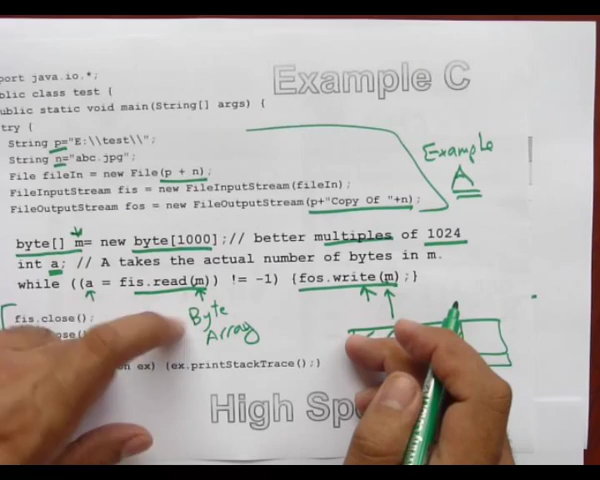 port java.io.*;
Example C
ublic class test {
ublic static void main(String[] args) {
try {
String p="E:\\test\\";
Example
String n="abc.jpg";
A
File fileIn = new File(p + n);
FileInputStream fis = new FileInputStream(fileIn);
FileOutputStream fos = new FileOutputStream(p+"Copy Of "+n);
byte[] m= new byte[1000];// better multiples of 1024
int a; // A takes the actual number of bytes in m.
while ((a = fis.read(m)) != -1) {fos.write(m);}
fis.close();
Byte
Array
ex) {ex.printStackTrace();}
High